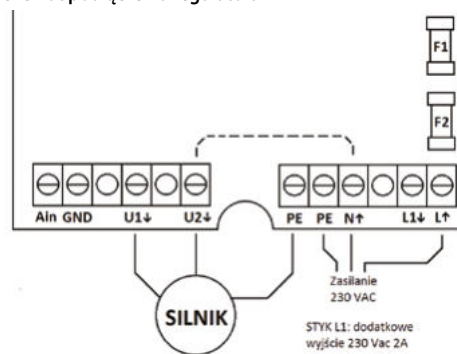 F1
F2
Ain GND U1↓ U2↓ PE PE N↑ L1↓ L↑
SILNIK
Zasilanie
230 VAC
STYK L1: dodatkowe
wyjście 230 Vac 2A